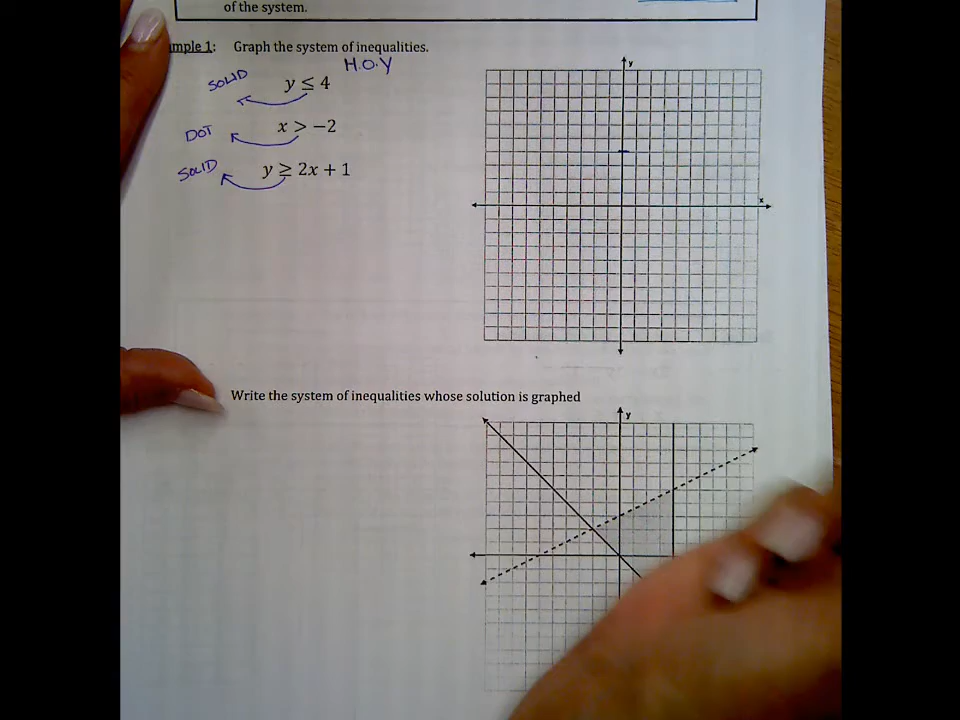 of the system.
mple 1: Graph the system of inequalities.
H.O.Y
SOLID y ≤ 4
DOT x > −2
SOLID y ≥ 2x + 1
y
x
Write the system of inequalities whose solution is graphed
y